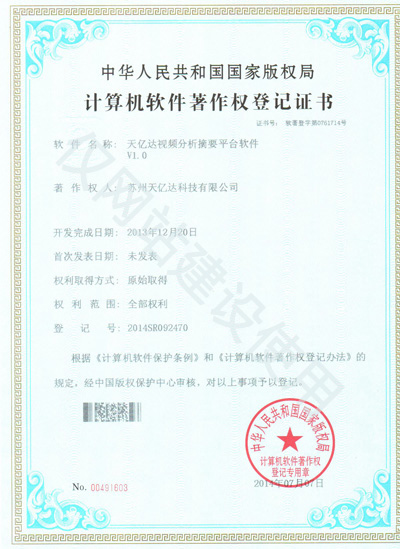 中华人民共和国国家版权局
计算机软件著作权登记证书
证书号： 软著登字第0761714号
软件名称： 天亿达视频分析摘要平台软件
V1.0
著作权人： 苏州天亿达科技有限公司
开发完成日期： 2013年12月20日
首次发表日期： 未发表
权利取得方式： 原始取得
权利范围： 全部权利
登记号： 2014SR092470
根据《计算机软件保护条例》和《计算机软件著作权登记办法》的
规定，经中国版权保护中心审核，对以上事项予以登记。
中华人民共和国国家版权局
计算机软件著作权
登记专用章
2014年07月07日
No. 00491603
仅网站建设使用